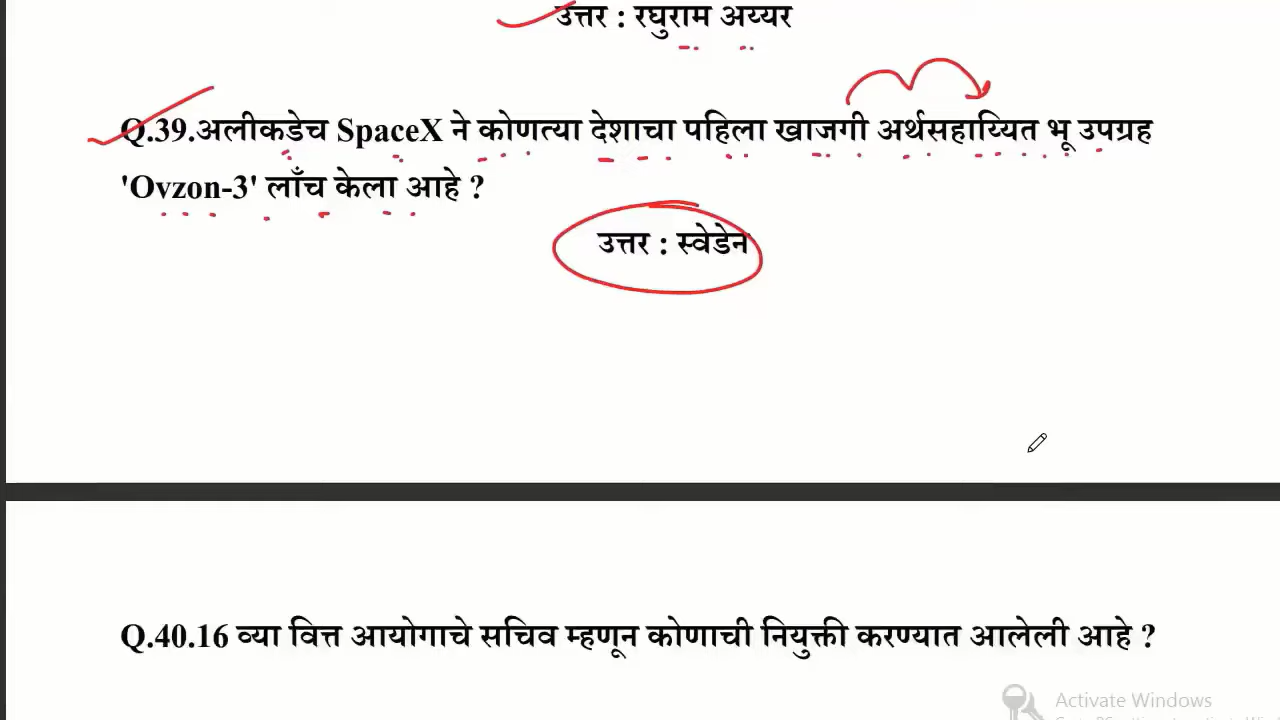 उत्तर : रघुराम अय्यर
Q.39.अलीकडेच SpaceX ने कोणत्या देशाचा पहिला खाजगी अर्थसहाय्यित भू उपग्रह
'Ovzon-3' लाँच केला आहे ?
उत्तर : स्वेडेन
Q.40.16 व्या वित्त आयोगाचे सचिव म्हणून कोणाची नियुक्ती करण्यात आलेली आहे ?
Activate Windows